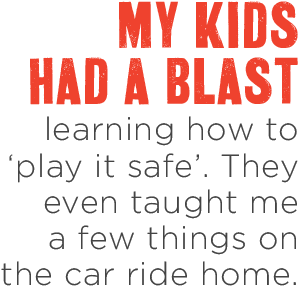 MY KIDS
HAD A BLAST
learning how to
‘play it safe’. They
even taught me
a few things on
the car ride home.